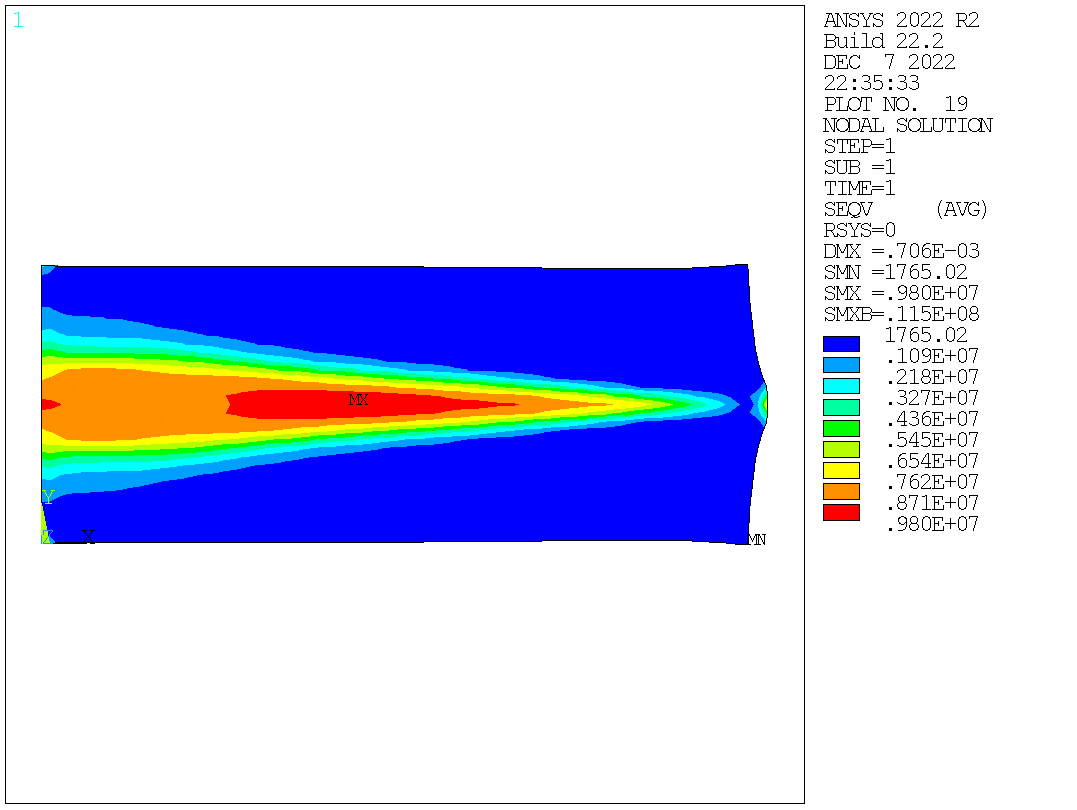 1
ANSYS 2022 R2
Build 22.2
DEC  7 2022
22:35:33
PLOT NO.  19
NODAL SOLUTION
STEP=1
SUB =1
TIME=1
SEQV     (AVG)
RSYS=0
DMX =.706E-03
SMN =1765.02
SMX =.980E+07
SMXB=.115E+08
1765.02
.109E+07
.218E+07
.327E+07
.436E+07
.545E+07
.654E+07
.762E+07
.871E+07
.980E+07
MX
Y
Z X
MN